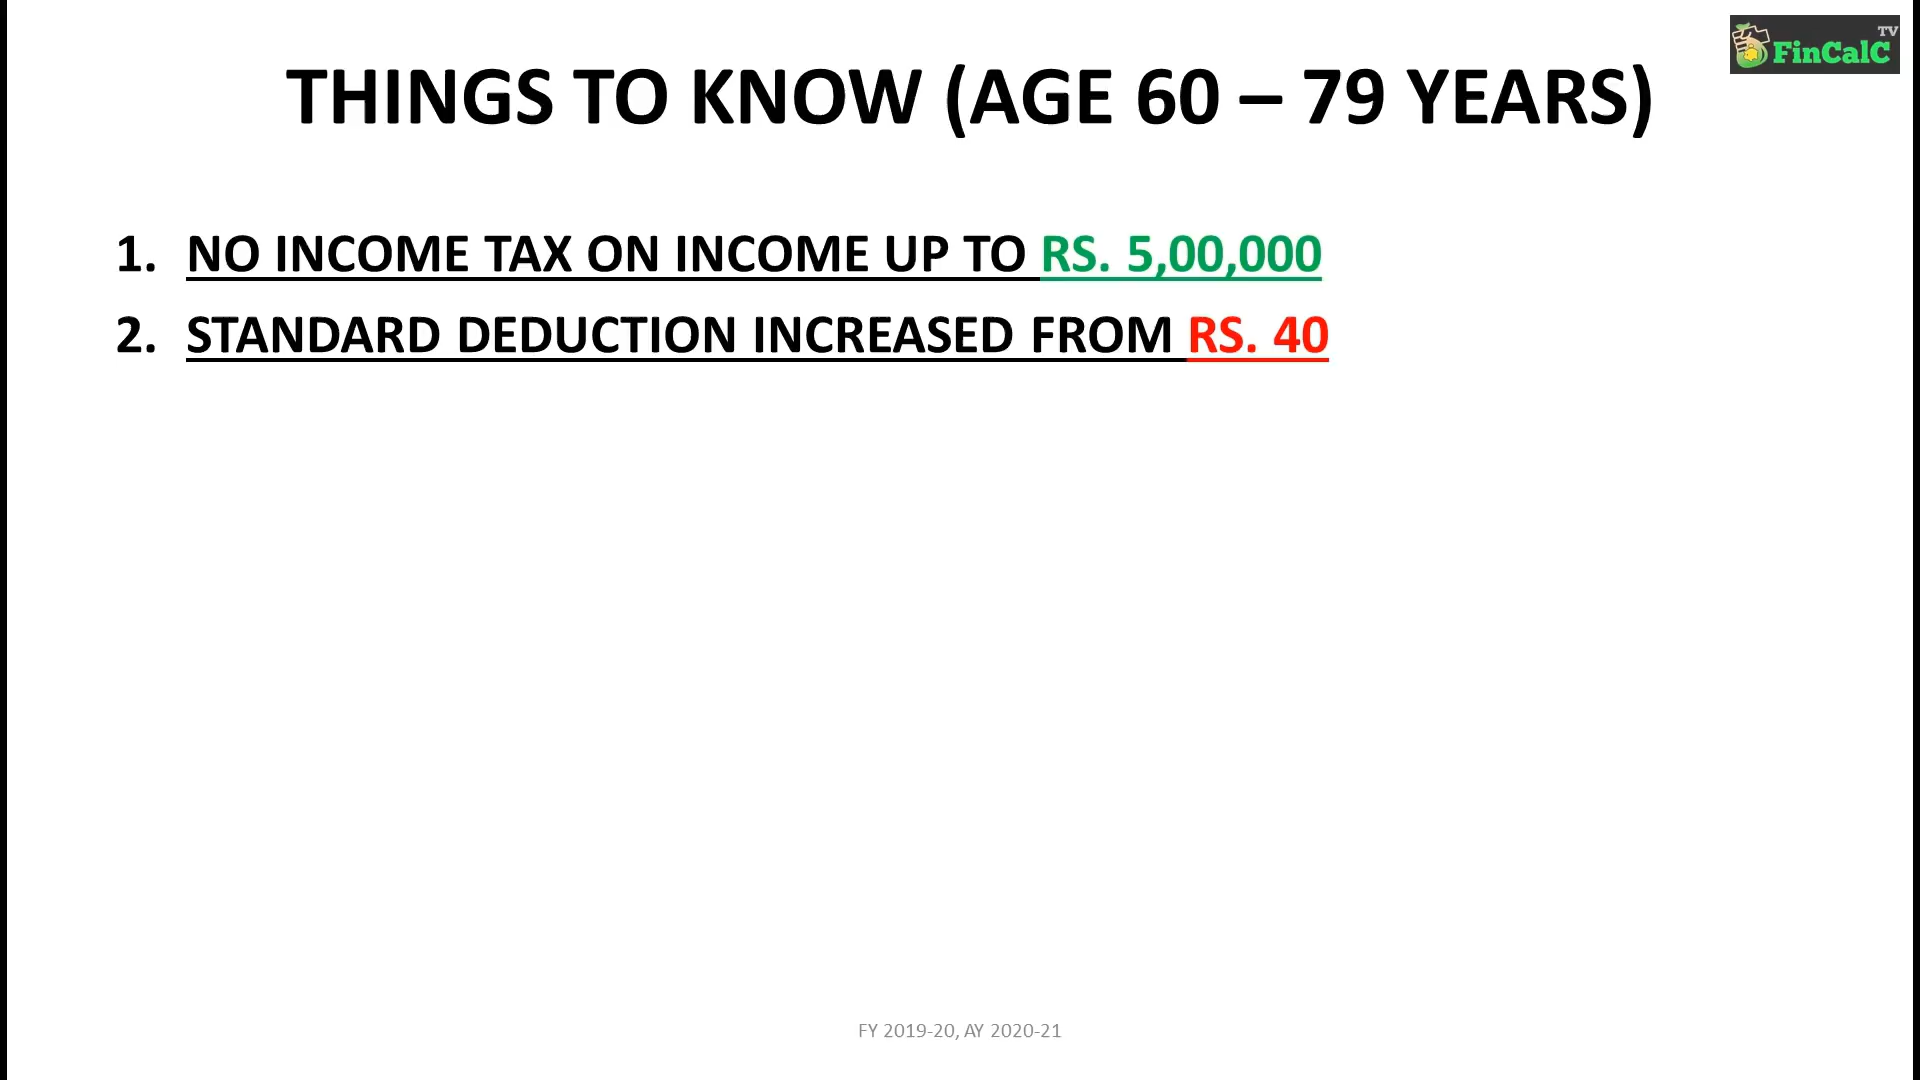 FinCalC TV
THINGS TO KNOW (AGE 60 – 79 YEARS)
1. NO INCOME TAX ON INCOME UP TO RS. 5,00,000
2. STANDARD DEDUCTION INCREASED FROM RS. 40
FY 2019-20, AY 2020-21